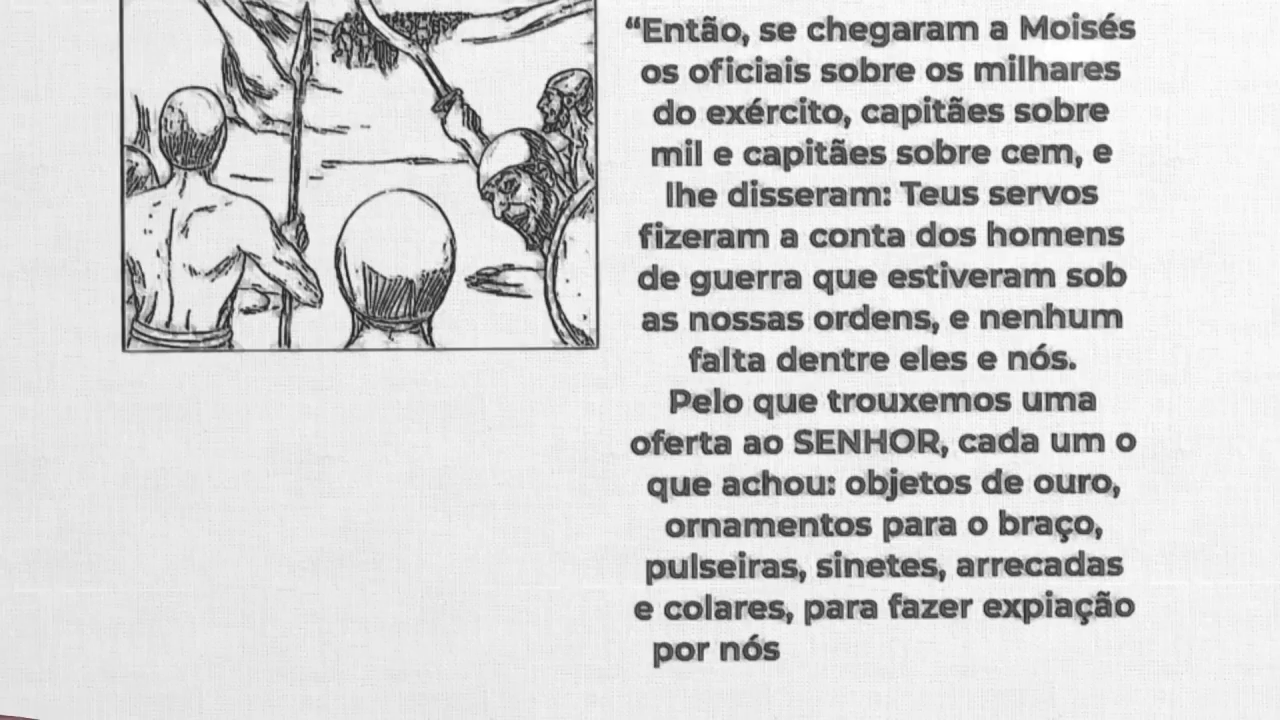 “Então, se chegaram a Moisés
os oficiais sobre os milhares
do exército, capitães sobre
mil e capitães sobre cem, e
lhe disseram: Teus servos
fizeram a conta dos homens
de guerra que estiveram sob
as nossas ordens, e nenhum
falta dentre eles e nós.
Pelo que trouxemos uma
oferta ao SENHOR, cada um o
que achou: objetos de ouro,
ornamentos para o braço,
pulseiras, sinetes, arrecadas
e colares, para fazer expiação
por nós